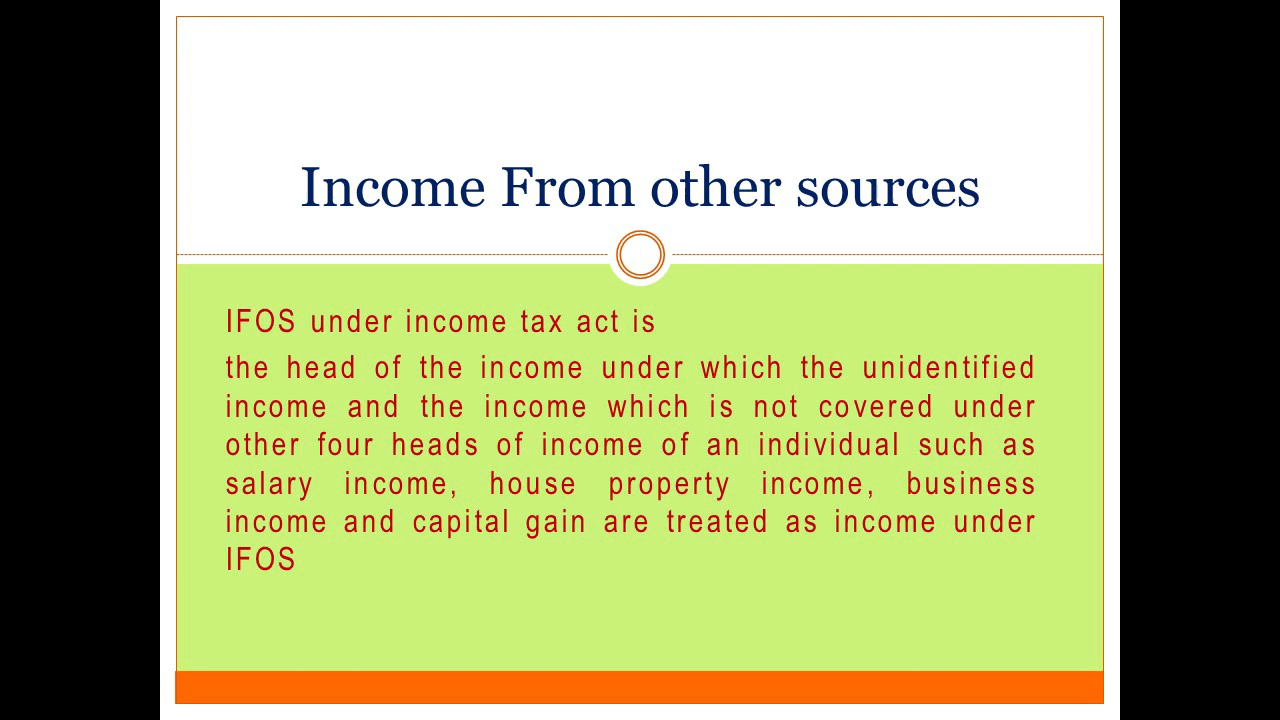 Income From other sources
IFOS under income tax act is
the head of the income under which the unidentified
income and the income which is not covered under
other four heads of income of an individual such as
salary income, house property income, business
income and capital gain are treated as income under
IFOS